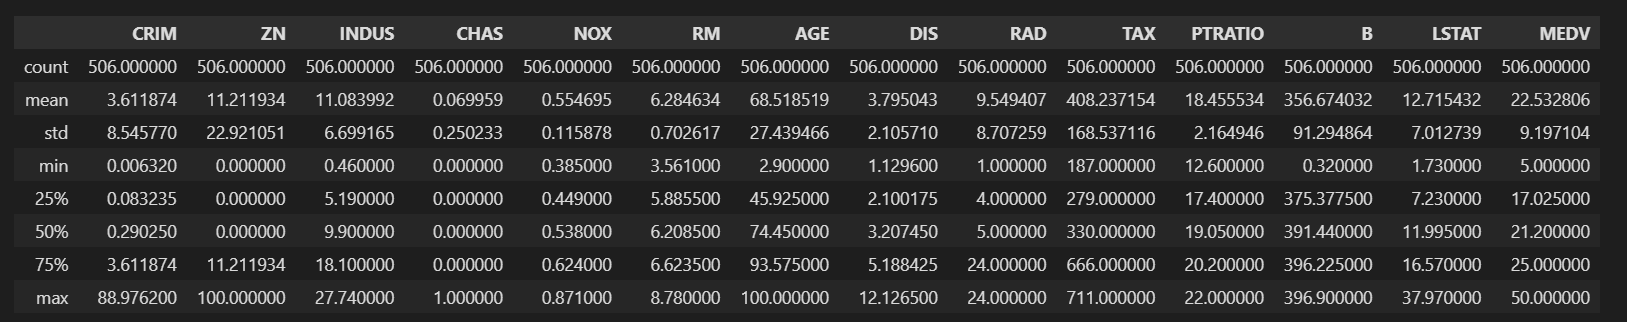 CRIM ZN INDUS CHAS NOX RM AGE DIS RAD TAX PTRATIO B LSTAT MEDV
count 506.000000 506.000000 506.000000 506.000000 506.000000 506.000000 506.000000 506.000000 506.000000 506.000000 506.000000 506.000000 506.000000 506.000000
mean 3.611874 11.211934 11.083992 0.069959 0.554695 6.284634 68.518519 3.795043 9.549407 408.237154 18.455534 356.674032 12.715432 22.532806
std 8.545770 22.921051 6.699165 0.250233 0.115878 0.702617 27.439466 2.105710 8.707259 168.537116 2.164946 91.294864 7.012739 9.197104
min 0.006320 0.000000 0.460000 0.000000 0.385000 3.561000 2.900000 1.129600 1.000000 187.000000 12.600000 0.320000 1.730000 5.000000
25% 0.083235 0.000000 5.190000 0.000000 0.449000 5.885500 45.925000 2.100175 4.000000 279.000000 17.400000 375.377500 7.230000 17.025000
50% 0.290250 0.000000 9.900000 0.000000 0.538000 6.208500 74.450000 3.207450 5.000000 330.000000 19.050000 391.440000 11.995000 21.200000
75% 3.611874 11.211934 18.100000 0.000000 0.624000 6.623500 93.575000 5.188425 24.000000 666.000000 20.200000 396.225000 16.570000 25.000000
max 88.976200 100.000000 27.740000 1.000000 0.871000 8.780000 100.000000 12.126500 24.000000 711.000000 22.000000 396.900000 37.970000 50.000000